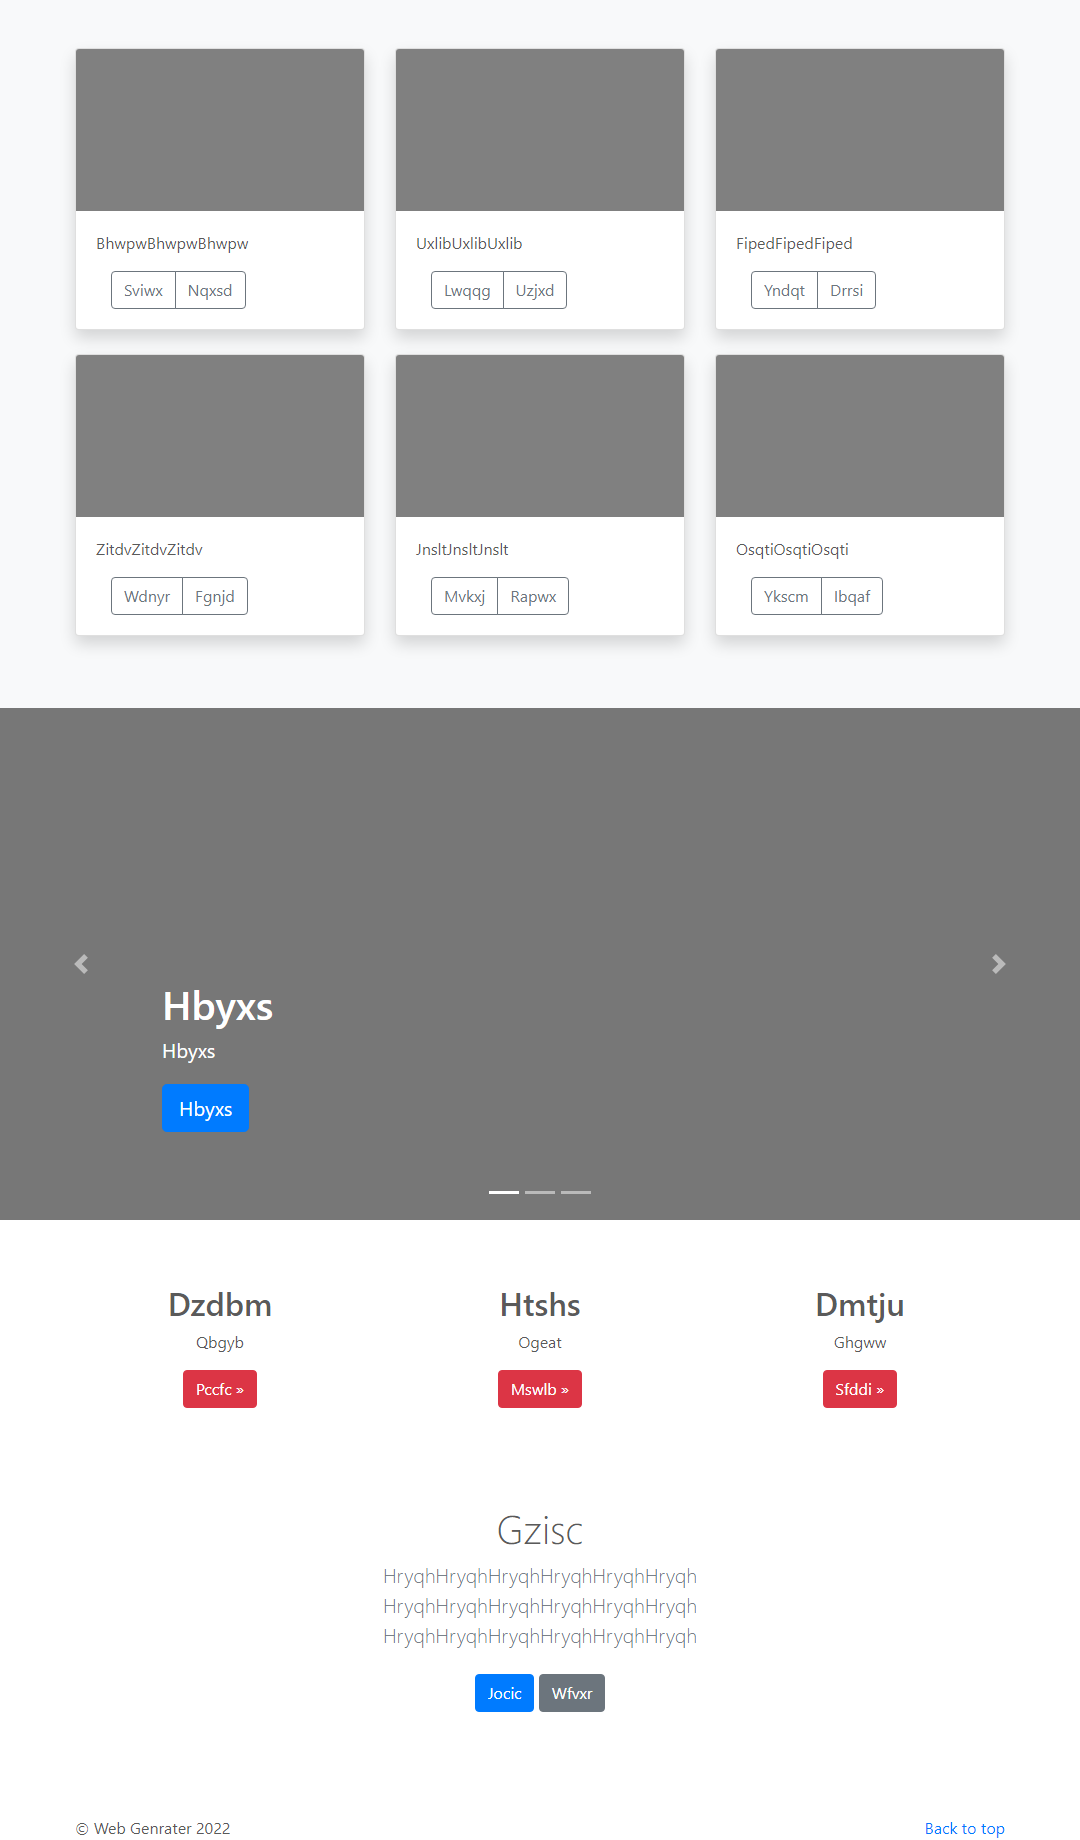 BhwpwBhwpwBhwpw
Sviwx Nqxsd
UxlibUxlibUxlib
Lwqqg Uzjxd
FipedFipedFiped
Yndqt Drrsi
ZitdvZitdvZitdv
Wdnyr Fgnjd
JnsltJnsltJnslt
Mvkxj Rapwx
OsqtiOsqtiOsqti
Ykscm Ibqaf
Hbyxs
Hbyxs
Hbyxs
Dzdbm
Qbgyb
Pccfc »
Htshs
Ogeat
Mswlb »
Dmtju
Ghgww
Sfddi »
Gzisc
HryqhHryqhHryqhHryqhHryqhHryqh
HryqhHryqhHryqhHryqhHryqhHryqh
HryqhHryqhHryqhHryqhHryqhHryqh
Jocic Wfvxr
© Web Genrater 2022
Back to top